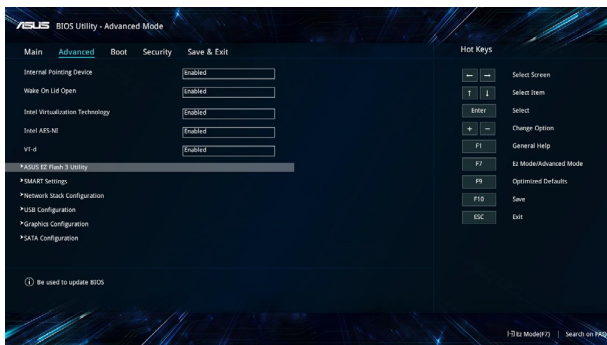 ASUS BIOS Utility - Advanced Mode
Main Advanced Boot Security Save & Exit
Internal Pointing Device Enabled
Wake On Lid Open Enabled
Intel Virtualization Technology Enabled
Intel AES-NI Enabled
VT-d Enabled
ASUS EZ Flash 3 Utility
SMART Settings
Network Stack Configuration
USB Configuration
Graphics Configuration
SATA Configuration
Be used to update BIOS
Hot Keys
← → Select Screen
↑ ↓ Select Item
Enter Select
+ − Change Option
F1 General Help
F7 Ez Mode/Advanced Mode
F9 Optimized Defaults
F10 Save
ESC Exit
Ez Mode(F7) | Search on FAQ